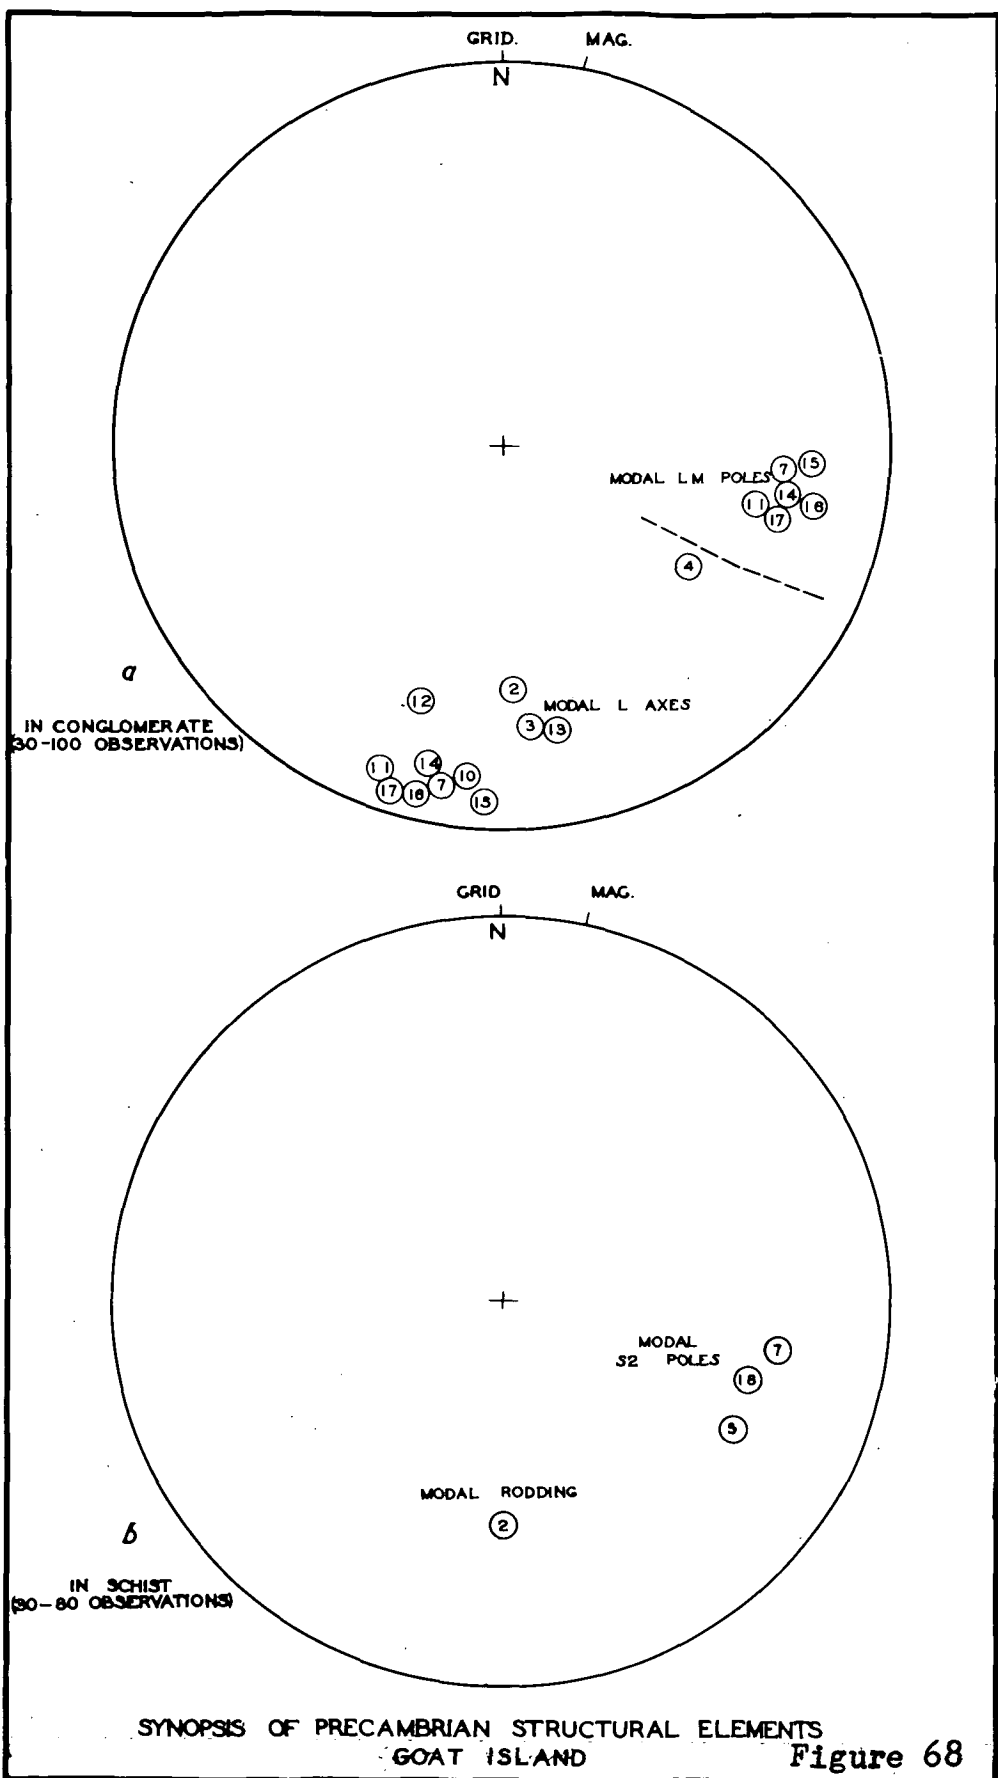 GRID. MAG.
N
MODAL LM POLES
7
15
14
11
16
17
4
a
IN CONGLOMERATE
(30-100 OBSERVATIONS)
12
2
MODAL L AXES
3
13
11
14
10
17
16
7
15
GRID MAG.
N
MODAL
S2 POLES
7
18
5
MODAL RODDING
2
b
IN SCHIST
(30-80 OBSERVATIONS)
SYNOPSIS OF PRECAMBRIAN STRUCTURAL ELEMENTS
GOAT ISLAND
Figure 68